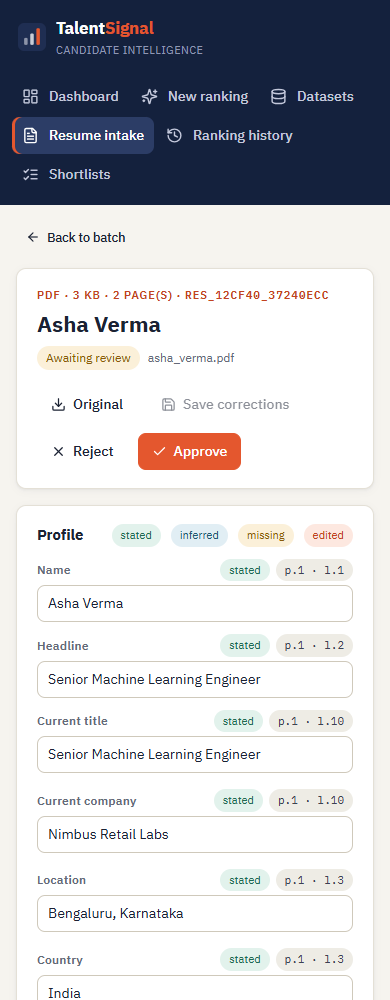 TalentSignal
CANDIDATE INTELLIGENCE
Dashboard New ranking Datasets
Resume intake Ranking history
Shortlists
Back to batch
PDF · 3 KB · 2 PAGE(S) · RES_12CF40_37240ECC
Asha Verma
Awaiting review asha_verma.pdf
Original Save corrections
Reject Approve
Profile stated inferred missing edited
Name stated p.1 · l.1
Asha Verma
Headline stated p.1 · l.2
Senior Machine Learning Engineer
Current title stated p.1 · l.10
Senior Machine Learning Engineer
Current company stated p.1 · l.10
Nimbus Retail Labs
Location stated p.1 · l.3
Bengaluru, Karnataka
Country stated p.1 · l.3
India